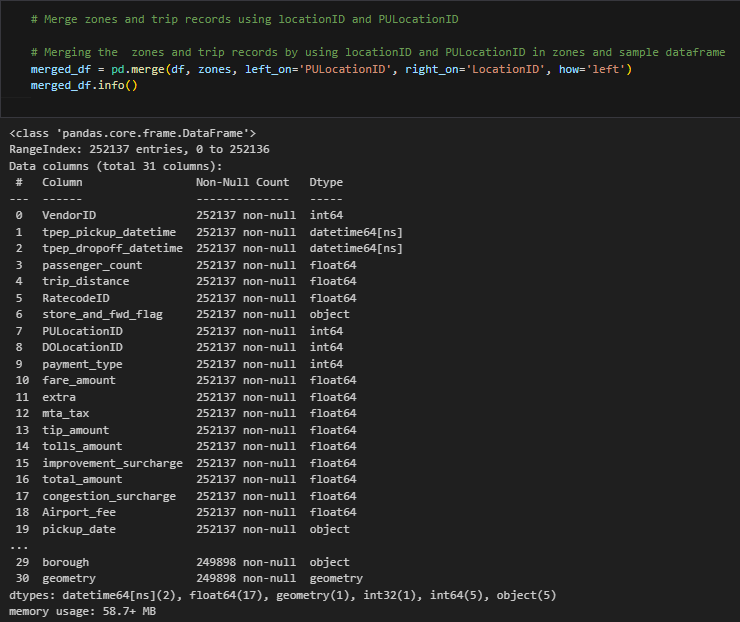 # Merge zones and trip records using locationID and PULocationID
# Merging the  zones and trip records by using locationID and PULocationID in zones and sample dataframe
merged_df = pd.merge(df, zones, left_on='PULocationID', right_on='LocationID', how='left')
merged_df.info()
<class 'pandas.core.frame.DataFrame'>
RangeIndex: 252137 entries, 0 to 252136
Data columns (total 31 columns):
 #   Column                 Non-Null Count   Dtype
---  ------                 --------------   -----
 0   VendorID               252137 non-null  int64
 1   tpep_pickup_datetime   252137 non-null  datetime64[ns]
 2   tpep_dropoff_datetime  252137 non-null  datetime64[ns]
 3   passenger_count        252137 non-null  float64
 4   trip_distance          252137 non-null  float64
 5   RatecodeID             252137 non-null  float64
 6   store_and_fwd_flag     252137 non-null  object
 7   PULocationID           252137 non-null  int64
 8   DOLocationID           252137 non-null  int64
 9   payment_type           252137 non-null  int64
 10  fare_amount            252137 non-null  float64
 11  extra                  252137 non-null  float64
 12  mta_tax                252137 non-null  float64
 13  tip_amount             252137 non-null  float64
 14  tolls_amount           252137 non-null  float64
 15  improvement_surcharge  252137 non-null  float64
 16  total_amount           252137 non-null  float64
 17  congestion_surcharge   252137 non-null  float64
 18  Airport_fee            252137 non-null  float64
 19  pickup_date            252137 non-null  object
...
 29  borough                249898 non-null  object
 30  geometry               249898 non-null  geometry
dtypes: datetime64[ns](2), float64(17), geometry(1), int32(1), int64(5), object(5)
memory usage: 58.7+ MB